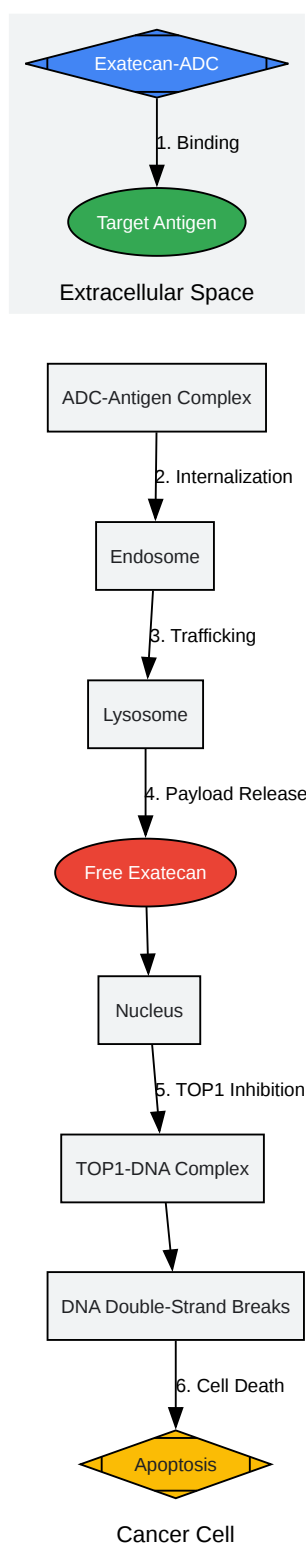 Exatecan-ADC
1. Binding
Target Antigen
Extracellular Space
ADC-Antigen Complex
2. Internalization
Endosome
3. Trafficking
Lysosome
4. Payload Release
Free Exatecan
Nucleus
5. TOP1 Inhibition
TOP1-DNA Complex
DNA Double-Strand Breaks
6. Cell Death
Apoptosis
Cancer Cell